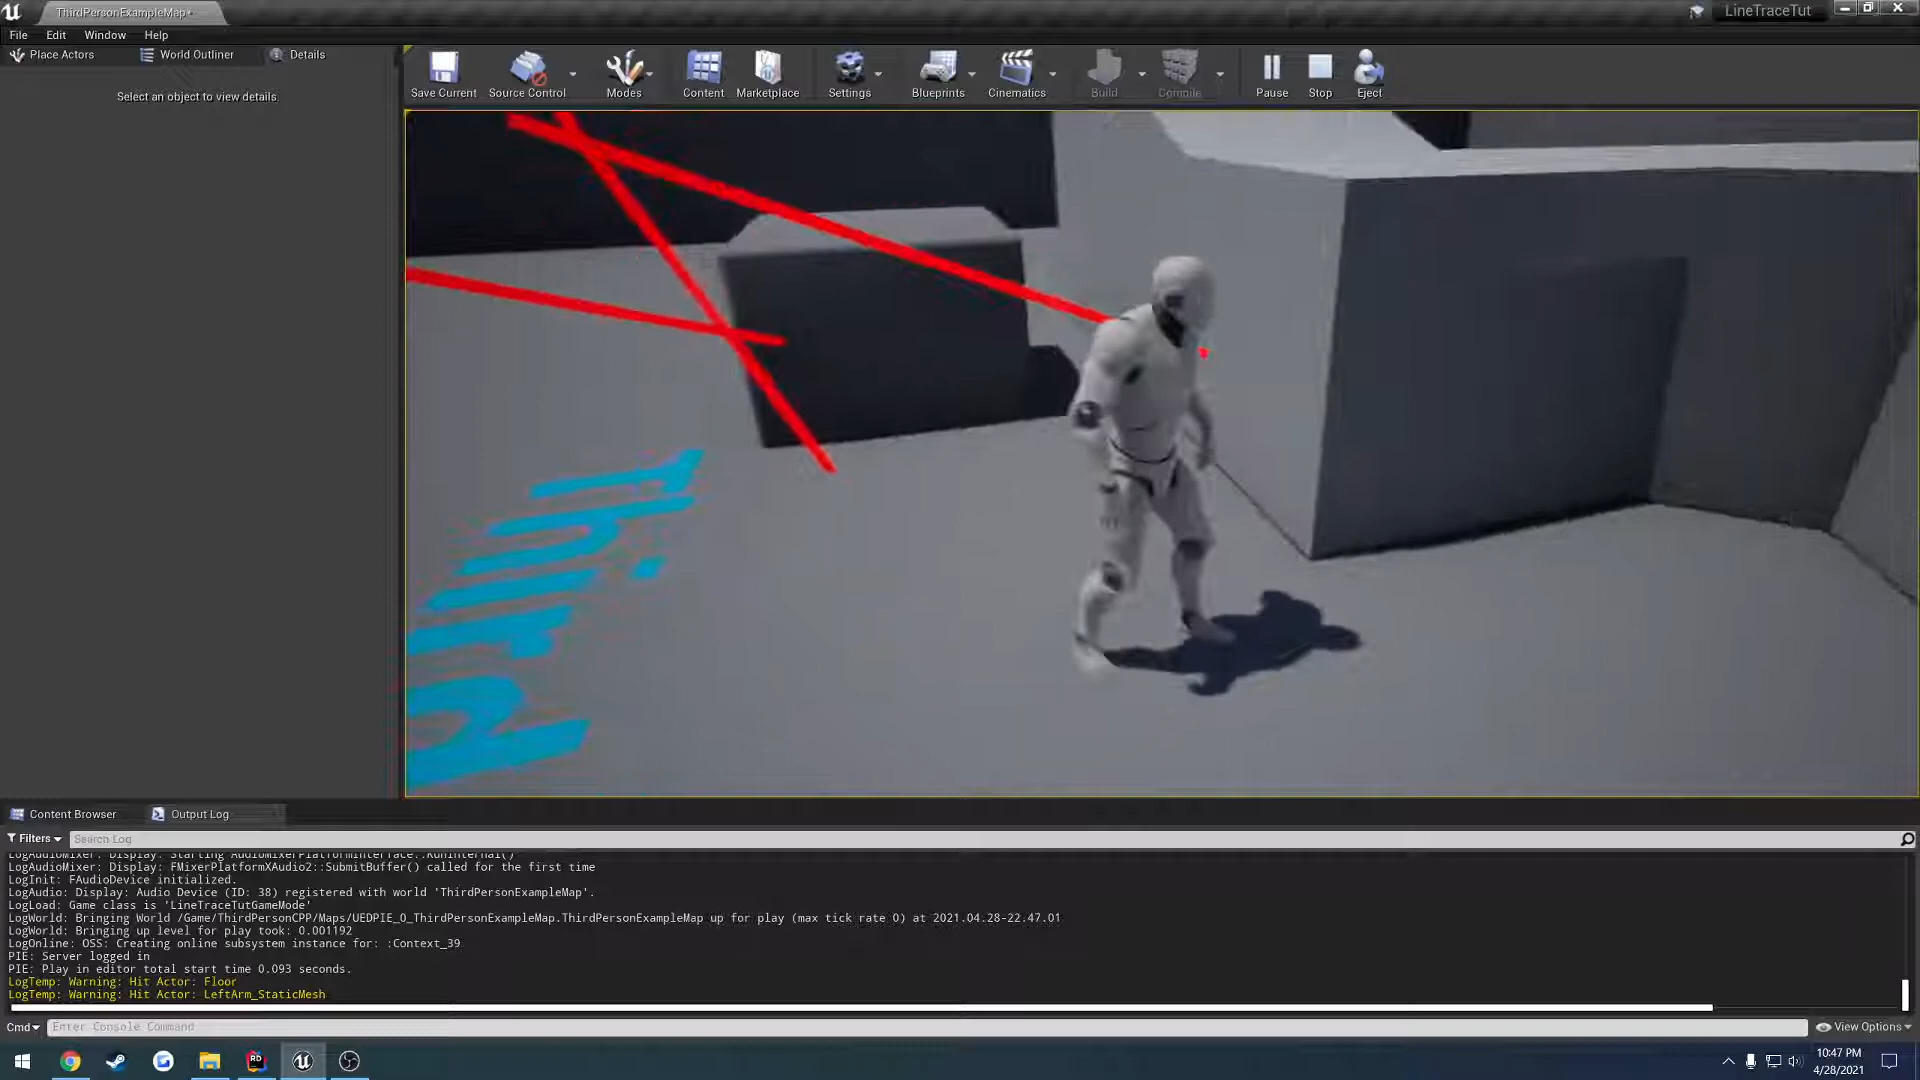 ThirdPersonExampleMap•
LineTraceTut
File Edit Window Help
Place Actors World Outliner Details
Select an object to view details.
Save Current Source Control Modes Content Marketplace Settings Blueprints Cinematics Build Compile Pause Stop Eject
Third
Content Browser Output Log
Filters Search Log
LogAudioMixer: Display: Starting AudioMixerPlatformInterface::RunInternal()
LogAudioMixer: Display: FMixerPlatformXAudio2::SubmitBuffer() called for the first time
LogInit: FAudioDevice initialized.
LogAudio: Display: Audio Device (ID: 38) registered with world 'ThirdPersonExampleMap'.
LogLoad: Game class is 'LineTraceTutGameMode'
LogWorld: Bringing World /Game/ThirdPersonCPP/Maps/UEDPIE_0_ThirdPersonExampleMap.ThirdPersonExampleMap up for play (max tick rate 0) at 2021.04.28-22.47.01
LogWorld: Bringing up level for play took: 0.001192
LogOnline: OSS: Creating online subsystem instance for: :Context_39
PIE: Server logged in
PIE: Play in editor total start time 0.093 seconds.
LogTemp: Warning: Hit Actor: Floor
LogTemp: Warning: Hit Actor: LeftArm_StaticMesh
Cmd Enter Console Command View Options
10:47 PM
4/28/2021